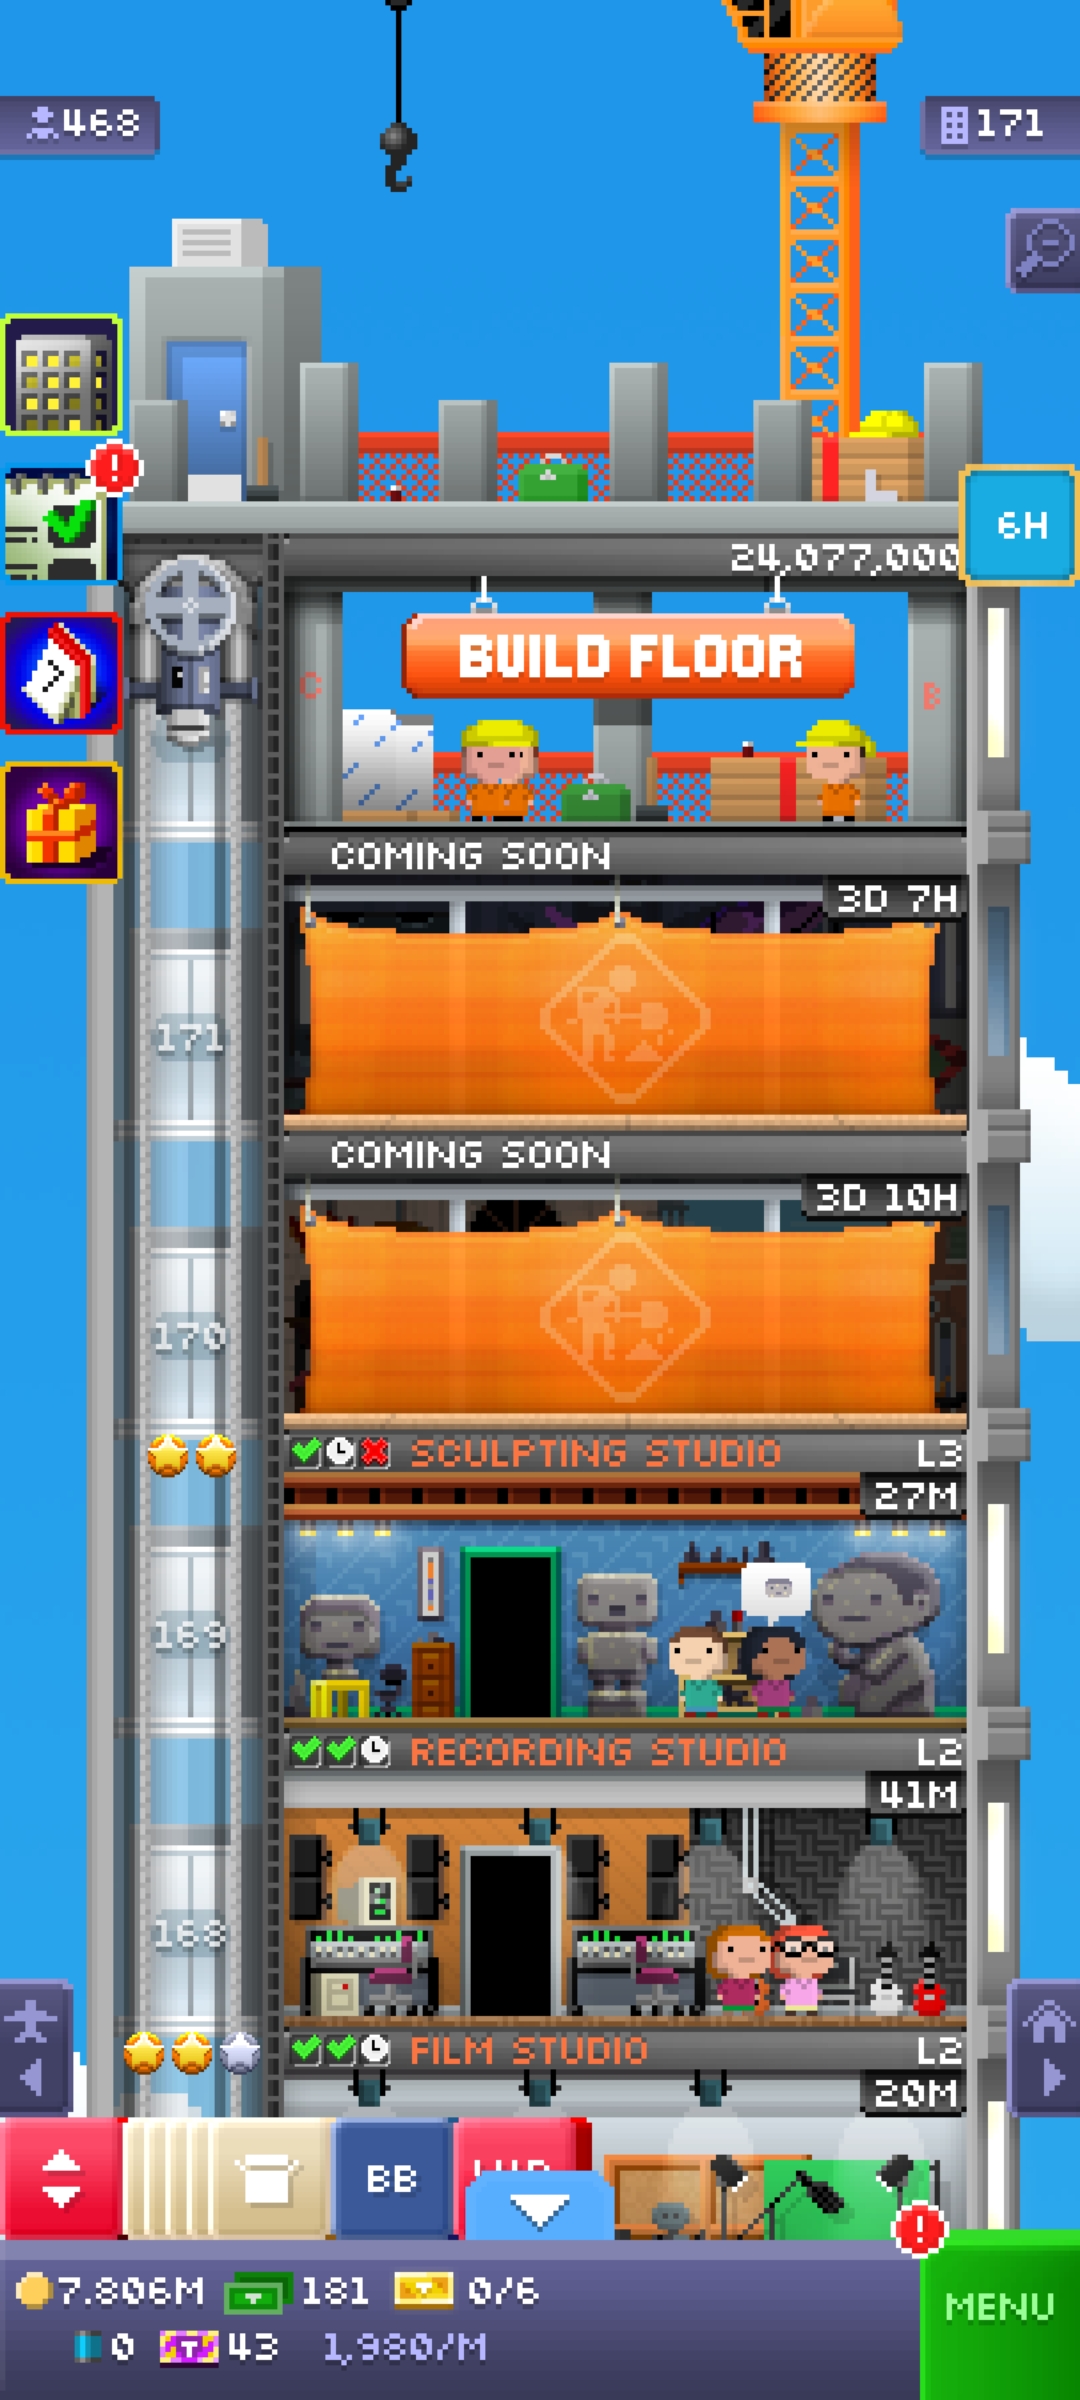 468
171
6H
24,077,000
BUILD FLOOR
C
B
COMING SOON
3D 7H
171
COMING SOON
3D 10H
170
SCULPTING STUDIO
L3
27M
169
RECORDING STUDIO
L2
41M
168
FILM STUDIO
L2
20M
BB
7.806M
181
0/6
MENU
0
T
43
1,980/M